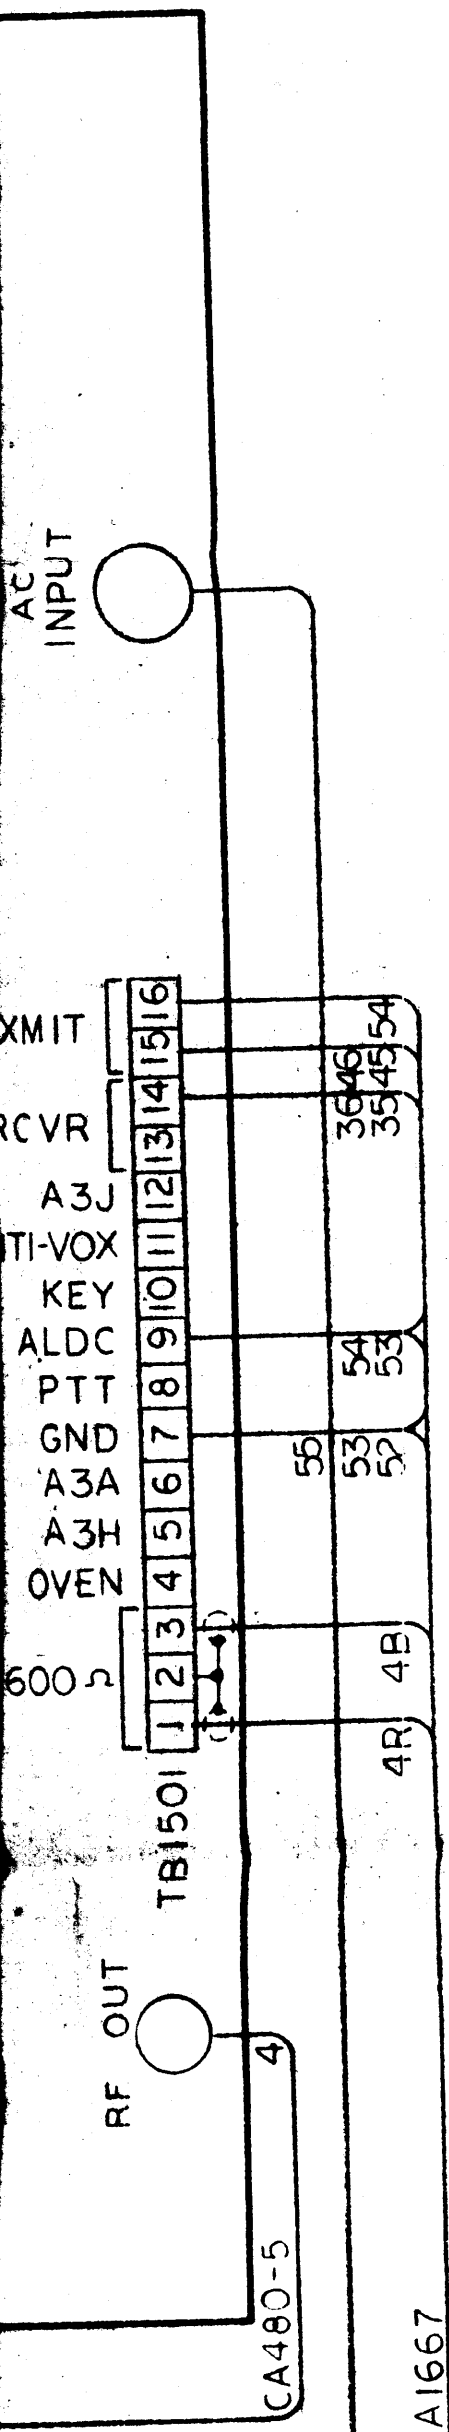 AC
INPUT
XMIT
16
54
15
46
45
RCVR
14
36
35
13
A3J
12
TI-VOX
11
KEY
10
ALDC
9
54
53
PTT
8
GND
7
55
53
52
A3A
6
A3H
5
OVEN
4
600 Ω
3
4B
2
1
4R
TB1501
RF OUT
4
CA480-5
A1667